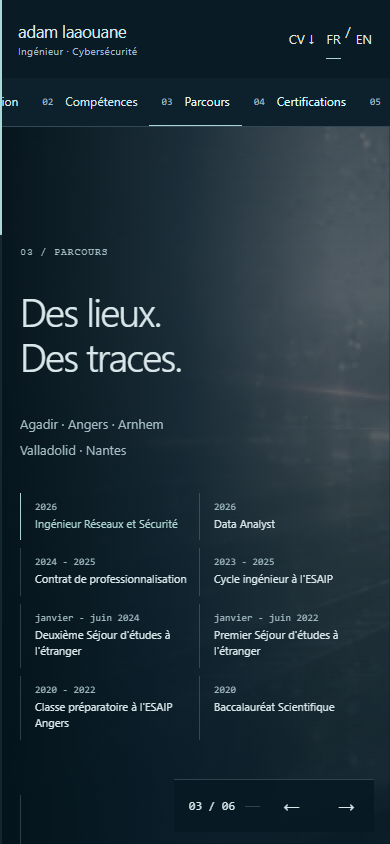 adam laaouane
Ingénieur · Cybersécurité
CV ↓ FR / EN
ion 02 Compétences 03 Parcours 04 Certifications 05
03 / PARCOURS
Des lieux.
Des traces.
Agadir · Angers · Arnhem
Valladolid · Nantes
2026
Ingénieur Réseaux et Sécurité
2026
Data Analyst
2024 - 2025
Contrat de professionnalisation
2023 - 2025
Cycle ingénieur à l'ESAIP
janvier - juin 2024
Deuxième Séjour d'études à
l'étranger
janvier - juin 2022
Premier Séjour d'études à
l'étranger
2020 - 2022
Classe préparatoire à l'ESAIP
Angers
2020
Baccalauréat Scientifique
03 / 06 — ← →